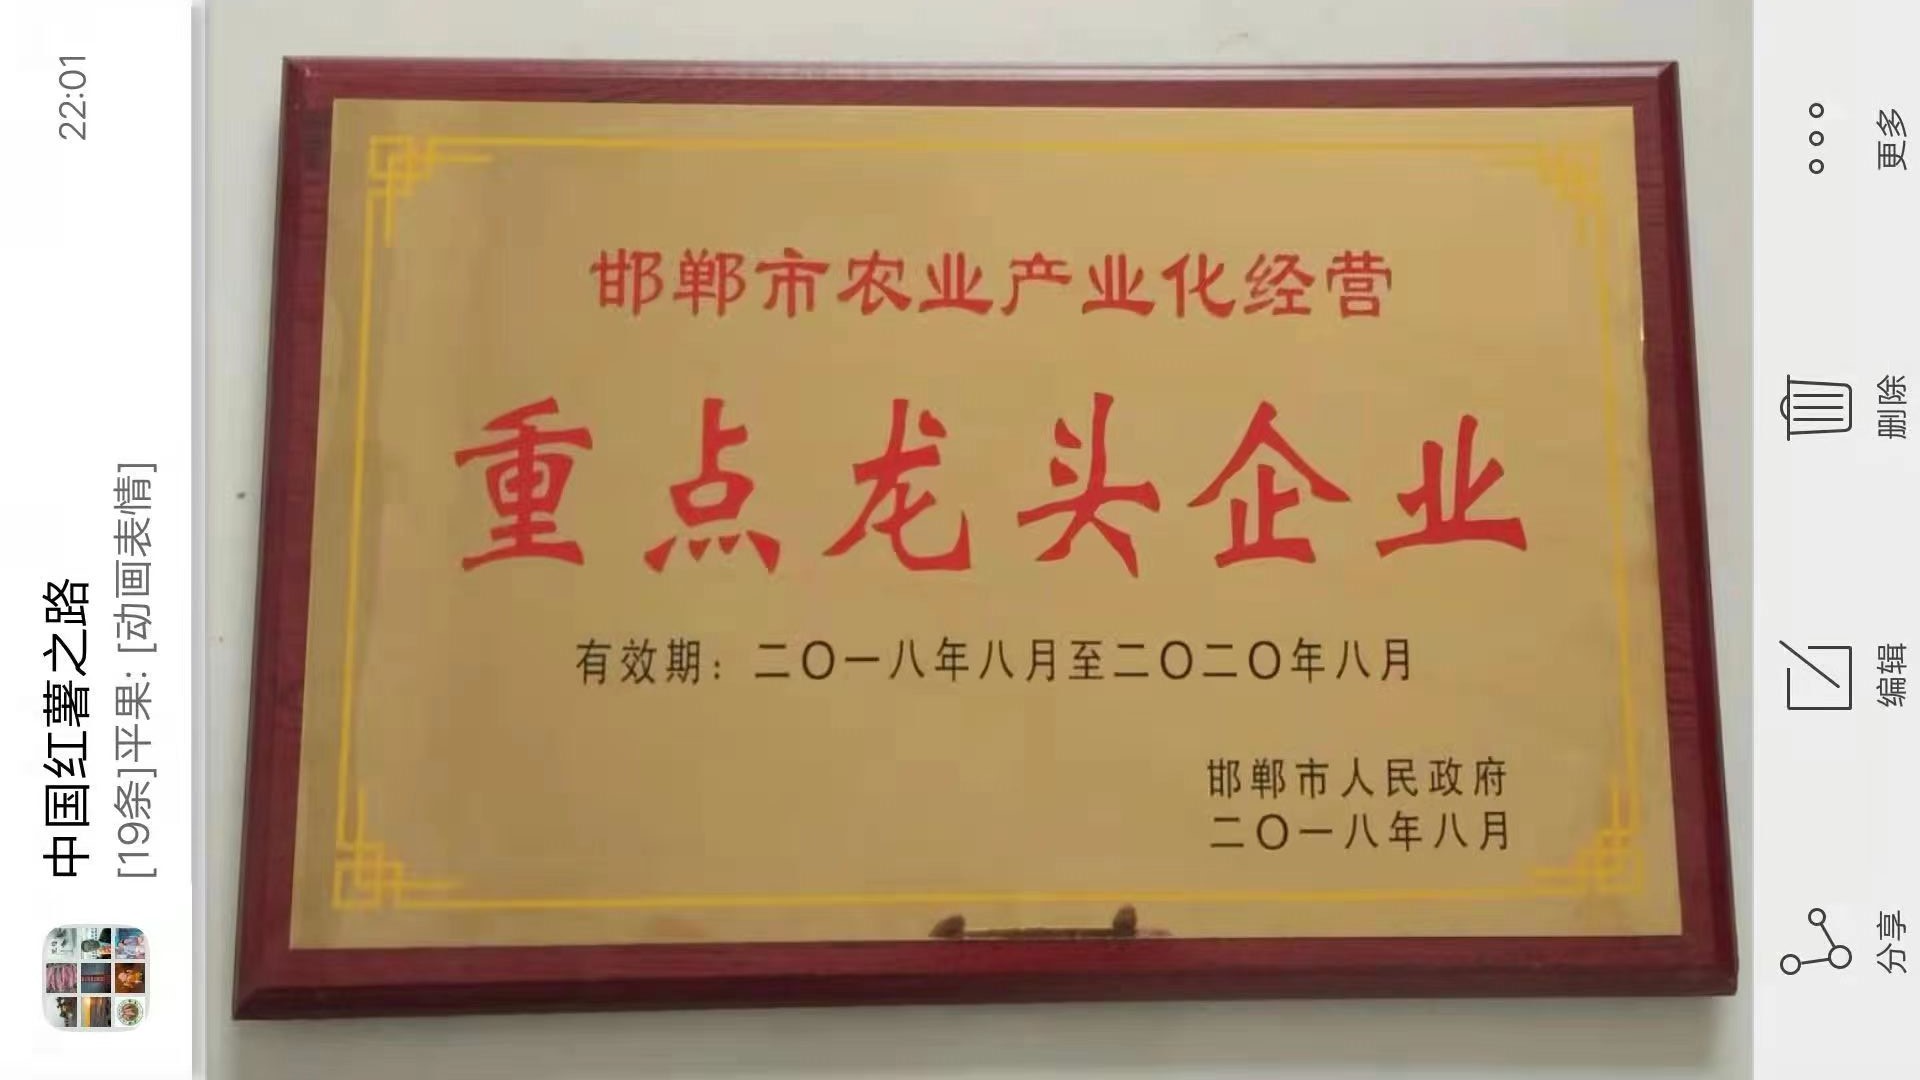 邯郸市农业产业化经营
重点龙头企业
有效期：二〇一八年八月至二〇二〇年八月
邯郸市人民政府
二〇一八年八月
中国红薯之路
[19条]平果: [动画表情]
22:01
分享
编辑
删除
更多